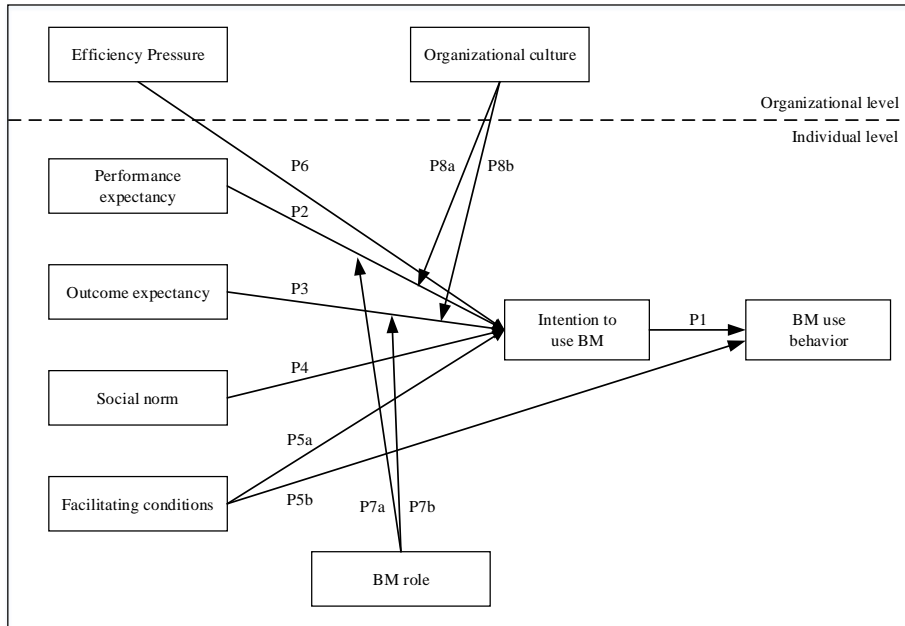 Efficiency Pressure
Organizational culture
Organizational level
Individual level
P6
P8a
P8b
Performance
expectancy
P2
Outcome expectancy
P3
Intention to
use BM
P1
BM use
behavior
P4
Social norm
P5a
Facilitating conditions
P5b
P7a
P7b
BM role